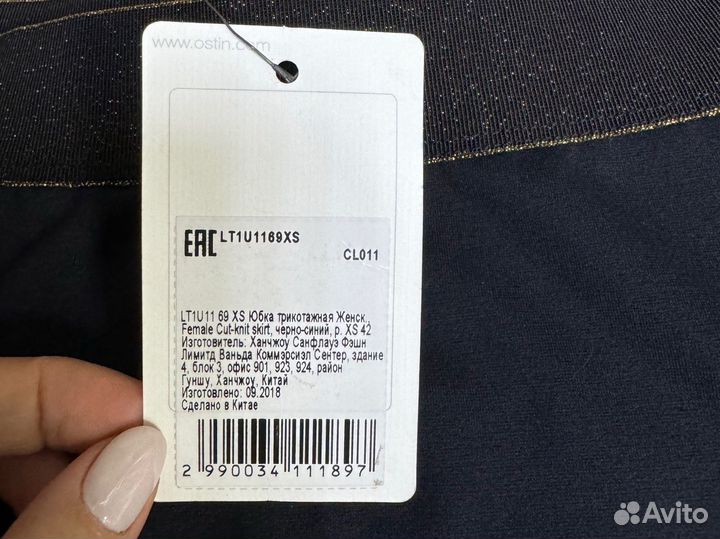 www.ostin.com
EAC LT1U1169XS
CL011
LT1U11 69 XS Юбка трикотажная Женск.,
Female Cut-knit skirt, черно-синий, р. XS 42
Изготовитель: Ханчжоу Санфлауэ Фэшн
Лимитд Ваньда Коммэрсиэл Сентер, здание
4, блок 3, офис 901, 923, 924, район
Гуншу, Ханчжоу, Китай
Изготовлено: 09.2018
Сделано в Китае
2 990034 111897
Avito